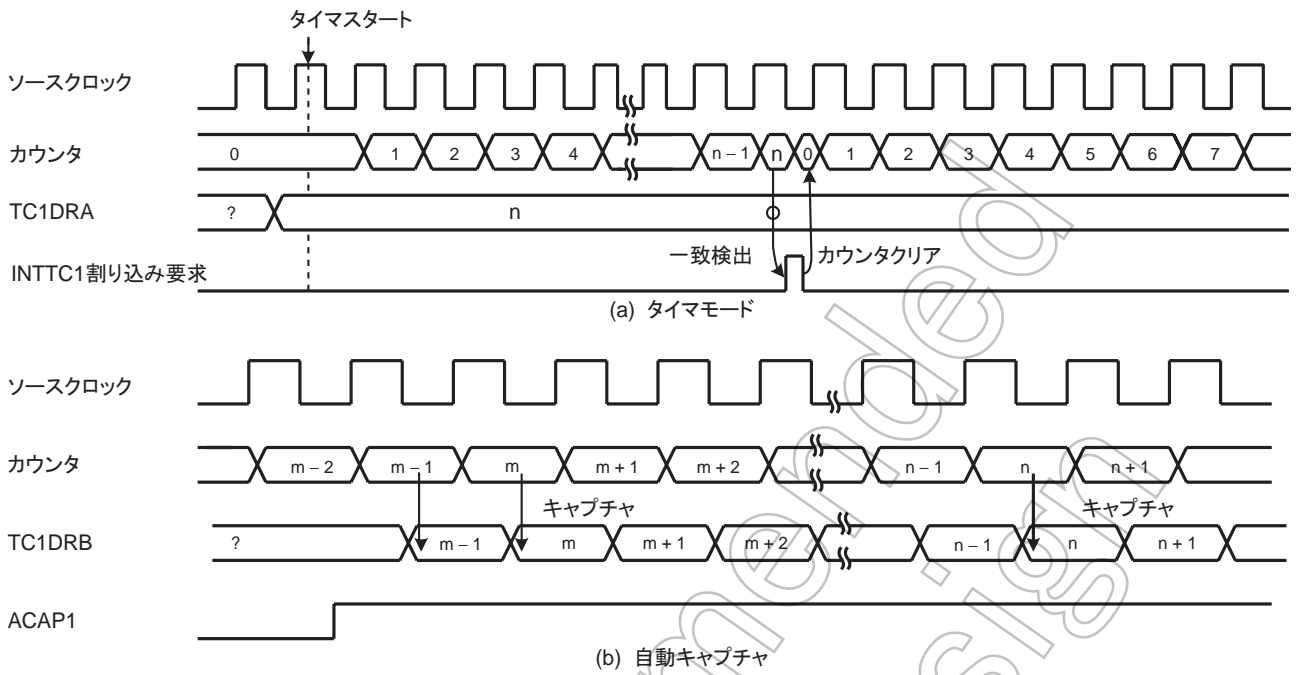 タイマスタート
ソースクロック
カウンタ 0 1 2 3 4 n – 1 n 0 1 2 3 4 5 6 7
TC1DRA ? n
一致検出 カウンタクリア
INTTC1割り込み要求
(a) タイマモード
ソースクロック
カウンタ m – 2 m – 1 m m + 1 m + 2 n – 1 n n + 1
キャプチャ キャプチャ
TC1DRB ? m – 1 m m + 1 m + 2 n – 1 n n + 1
ACAP1
(b) 自動キャプチャ
mended
sign